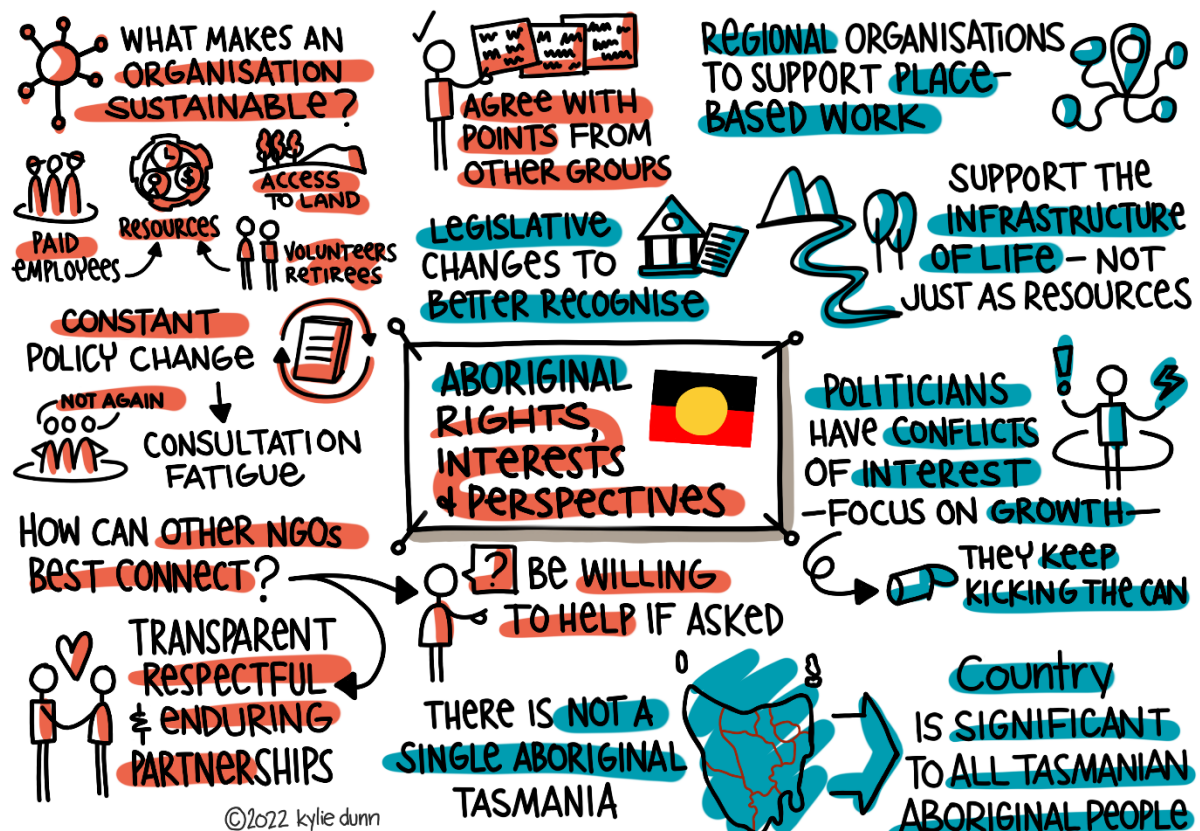 WHAT MAKES AN
ORGANISATION
SUSTAINABLE?
PAID
EMPLOYEES
RESOURCES
ACCESS
TO LAND
VOLUNTEERS
RETIREES
CONSTANT
POLICY CHANGE
NOT AGAIN
CONSULTATION
FATIGUE
HOW CAN OTHER NGOs
BEST CONNECT?
TRANSPARENT
RESPECTFUL
& ENDURING
PARTNERSHIPS
©2022 kylie dunn
AGREE WITH
POINTS FROM
OTHER GROUPS
LEGISLATIVE
CHANGES TO
BETTER RECOGNISE
ABORIGINAL
RIGHTS,
INTERESTS
& PERSPECTIVES
?
BE WILLING
TO HELP IF ASKED
THERE IS NOT A
SINGLE ABORIGINAL
TASMANIA
REGIONAL ORGANISATIONS
TO SUPPORT PLACE-
BASED WORK
SUPPORT THE
INFRASTRUCTURE
OF LIFE – NOT
JUST AS RESOURCES
!
POLITICIANS
HAVE CONFLICTS
OF INTEREST
– FOCUS ON GROWTH –
THEY KEEP
KICKING THE CAN
Country
IS SIGNIFICANT
TO ALL TASMANIAN
ABORIGINAL PEOPLE